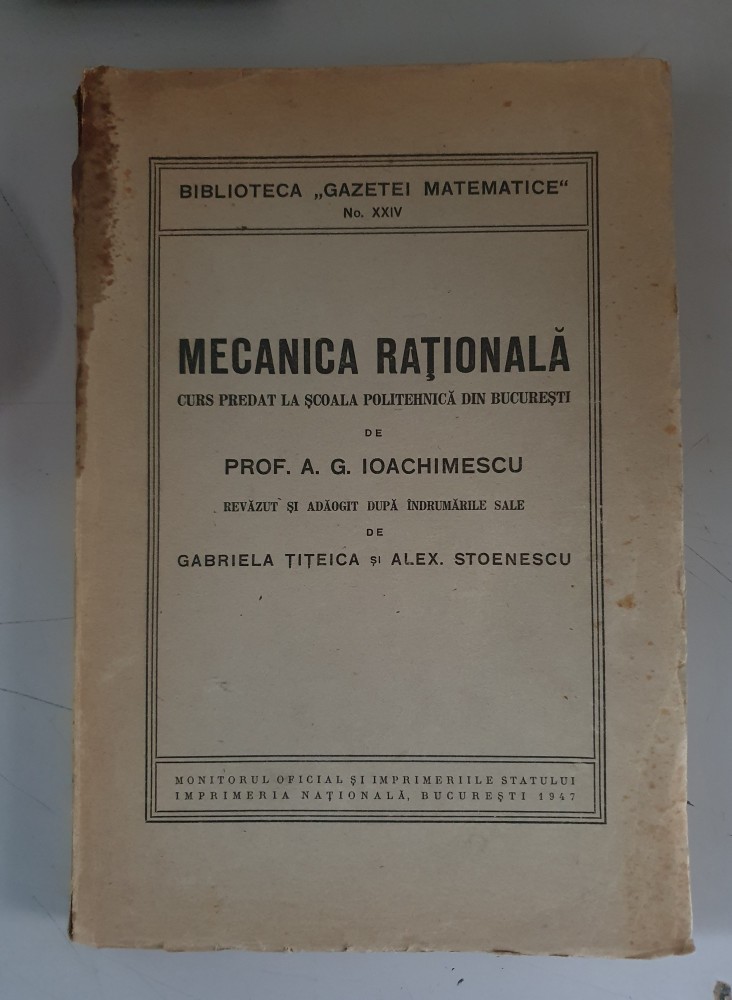 BIBLIOTECA „GAZETEI MATEMATICE“
No. XXIV
MECANICA RAŢIONALĂ
CURS PREDAT LA ŞCOALA POLITEHNICĂ DIN BUCUREŞTI
DE
PROF. A. G. IOACHIMESCU
REVĂZUT ŞI ADĂOGIT DUPĂ ÎNDRUMĂRILE SALE
DE
GABRIELA ŢIŢEICA ŞI ALEX. STOENESCU
MONITORUL OFICIAL ŞI IMPRIMERIILE STATULUI
IMPRIMERIA NAŢIONALĂ, BUCUREŞTI 1947